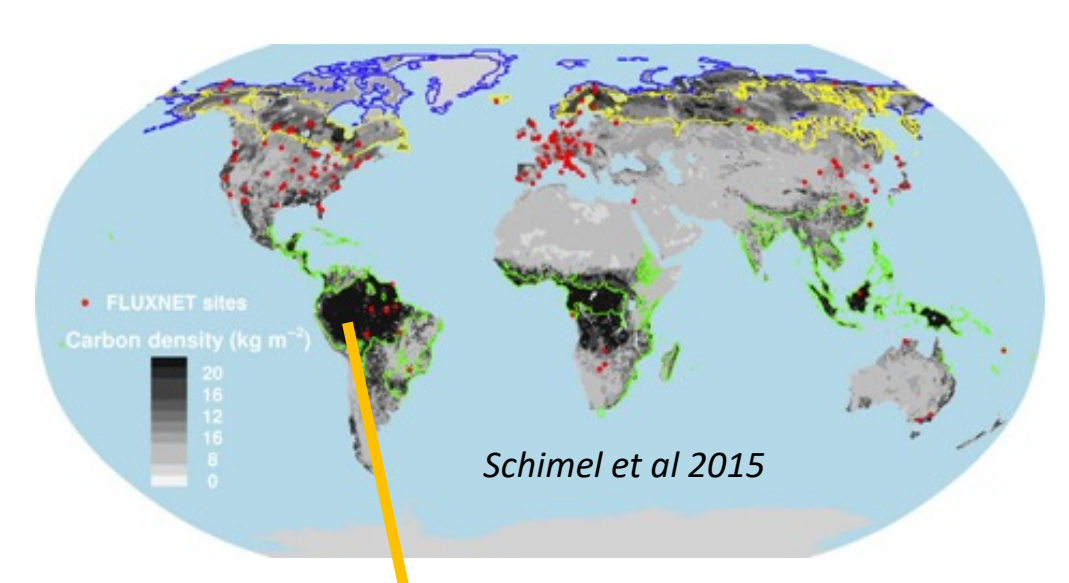 FLUXNET sites
Carbon density (kg m⁻²)
20
16
12
16
8
0
Schimel et al 2015